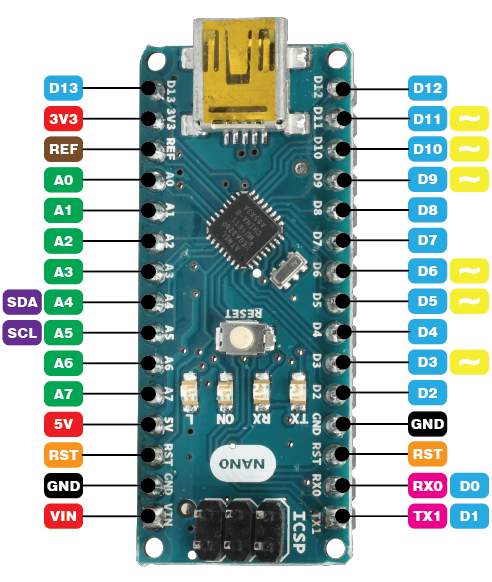 D13 D13 D12 D12
3V3 3V3 D11 D11 ~
REF REF D10 D10 ~
A0 A0 D9 D9 ~
A1 A1 D8 D8
A2 A2 D7 D7
A3 A3 D6 D6 ~
SDA A4 A4 D5 D5 ~
RESET
SCL A5 A5 D4 D4
A6 A6 D3 D3 ~
A7 A7 D2 D2
L ON RX TX
5V 5V GND GND
RST RST RST RST
NANO
GND GND RX0 RX0 D0
VIN VIN TX1 TX1 D1
ICSP